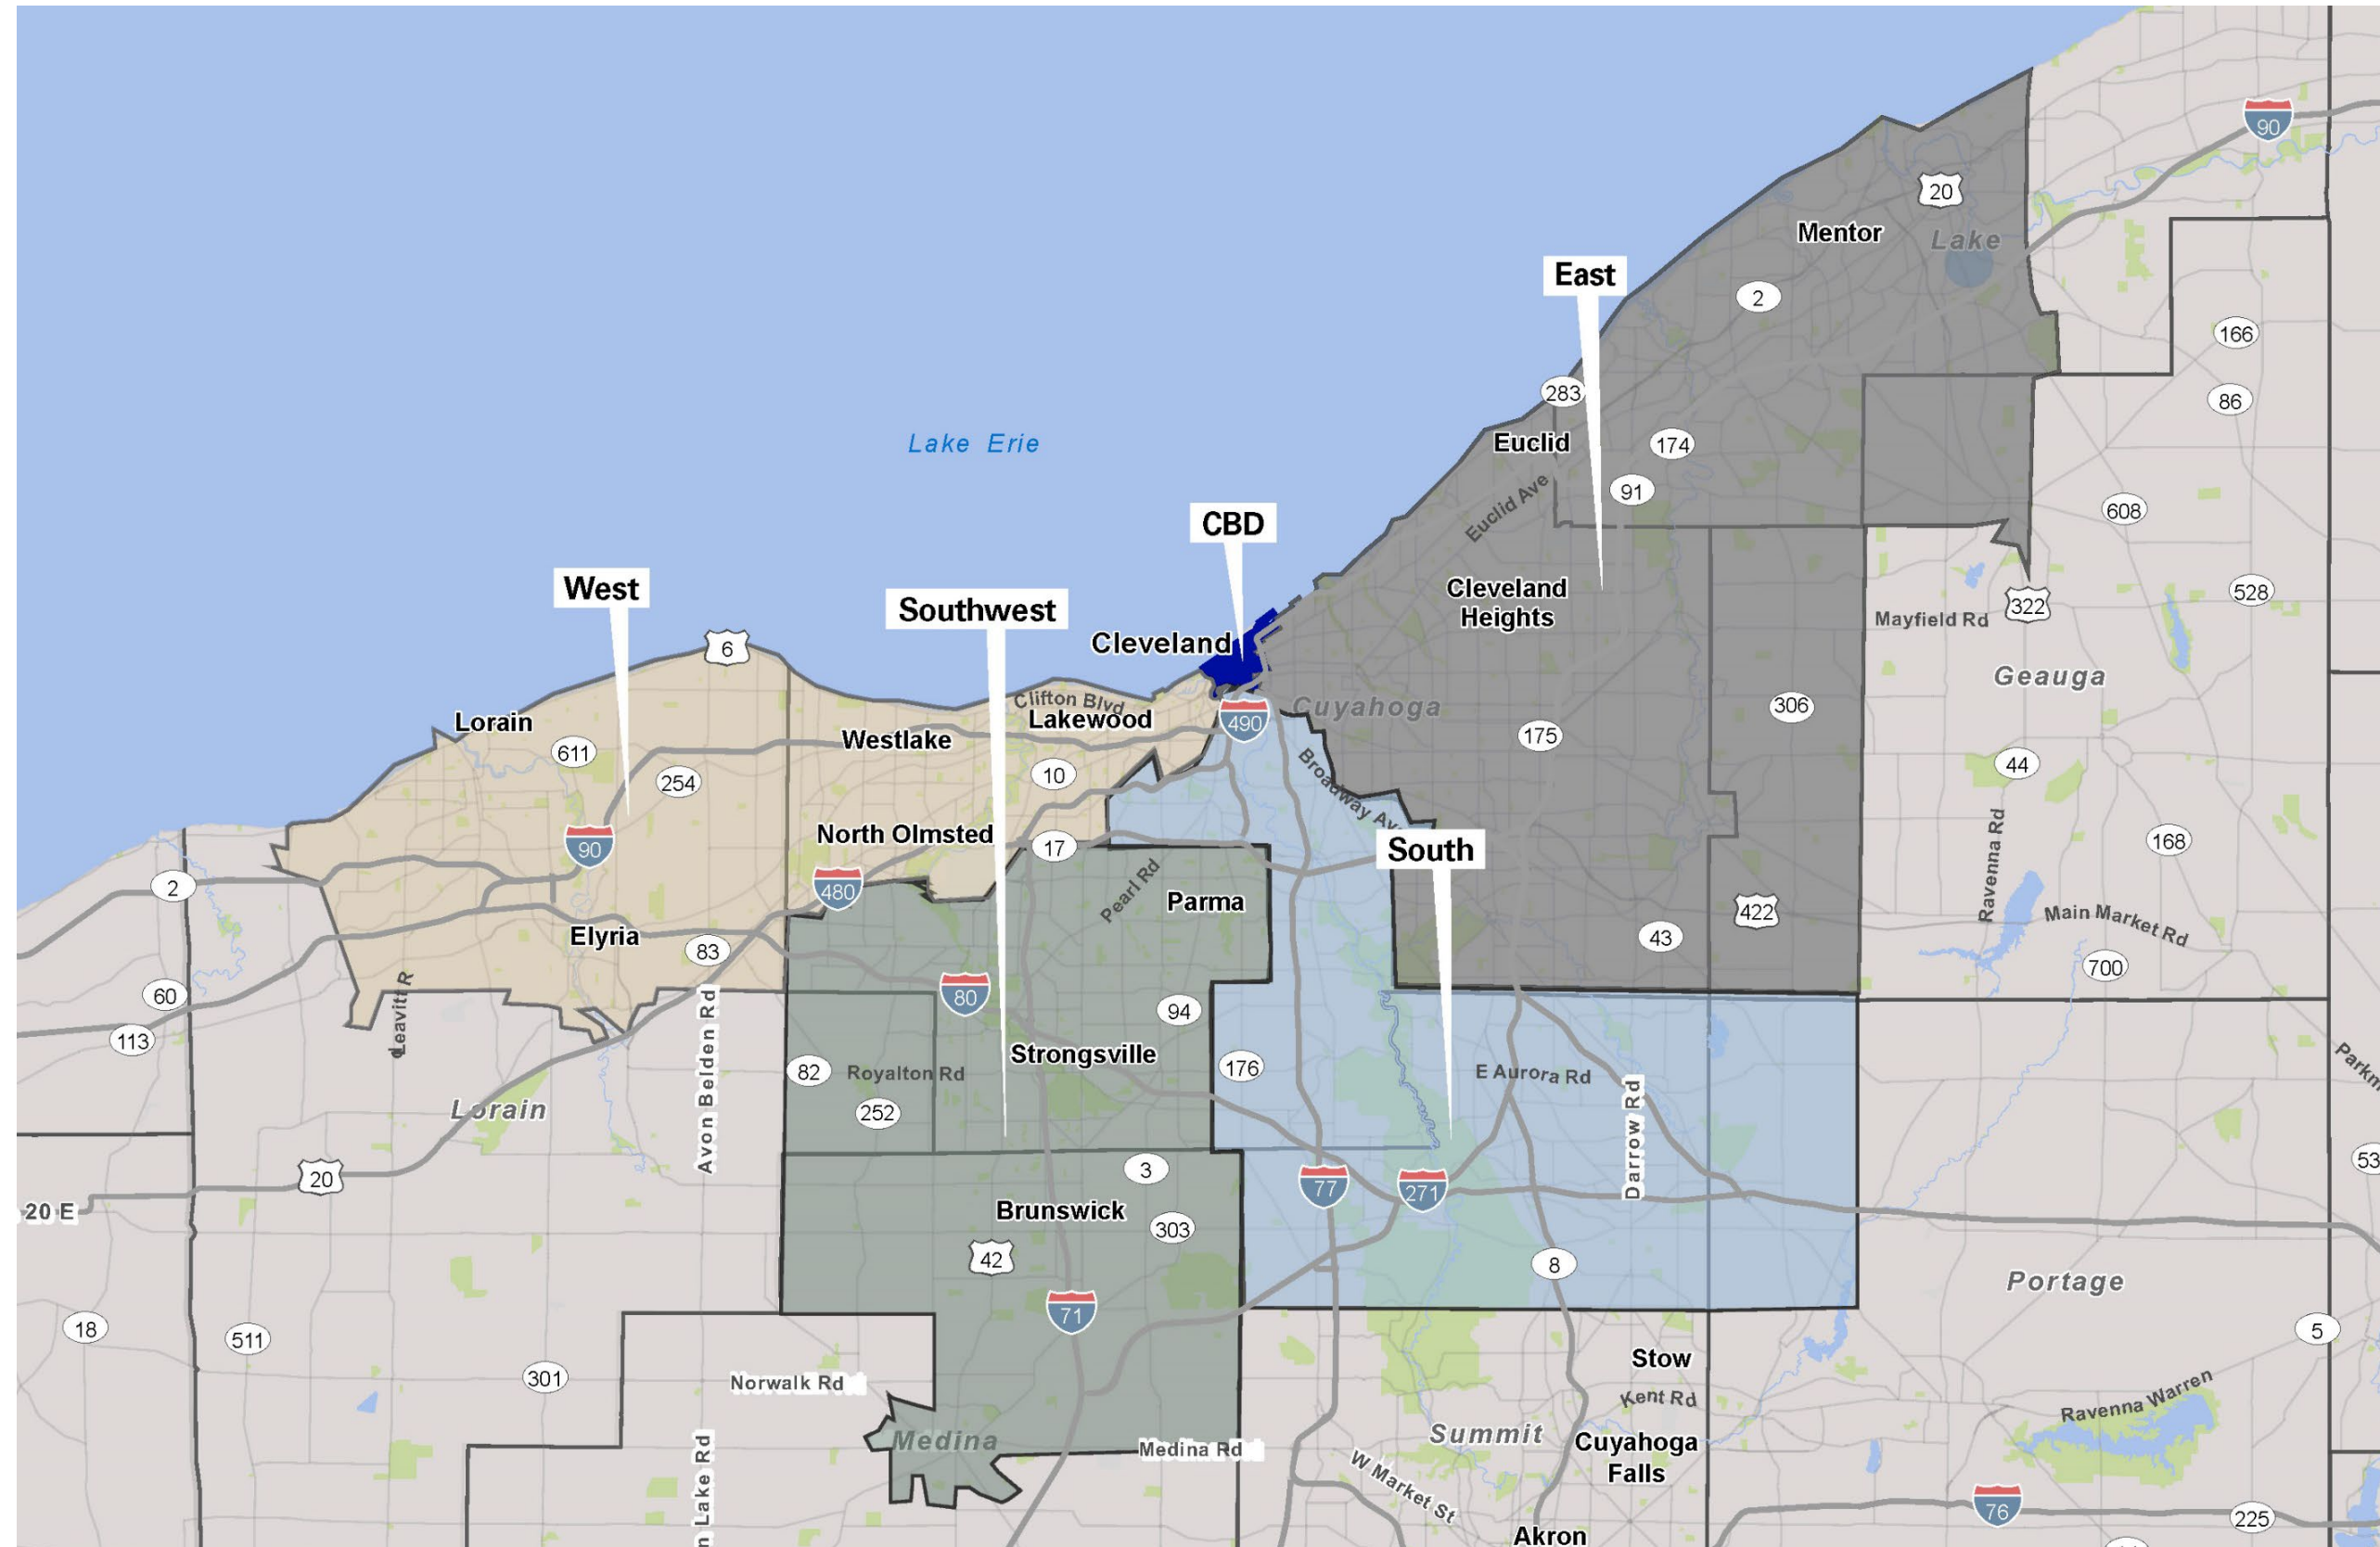 90
20
Mentor
Lake
East
2
166
283
86
Lake Erie
Euclid
174
91
Euclid Ave
608
CBD
West
Southwest
Cleveland
Heights
528
322
Mayfield Rd
Cleveland
6
Geauga
Clifton Blvd
Lakewood
Cuyahoga
306
Lorain
490
611
Westlake
175
254
10
Broadway Av
44
North Olmsted
17
South
Ravenna Rd
168
90
2
480
Pearl Rd
Parma
422
Main Market Rd
Elyria
83
43
700
60
80
94
Leavitt R
113
Avon Belden Rd
Strongsville
176
82
Royalton Rd
E Aurora Rd
Darrow Rd
Lorain
252
20
3
77
271
53
20 E
Brunswick
303
42
8
Portage
71
18
511
5
301
Norwalk Rd
Stow
Kent Rd
Ravenna Warren
Medina
Medina Rd
Summit
Cuyahoga
Falls
W Market St
Lake Rd
76
225
Akron